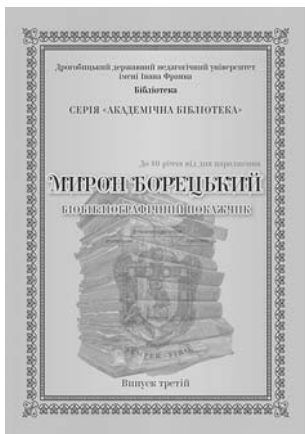 Дрогобицький державний педагогічний університет
імені Івана Франка
Бібліотека
СЕРІЯ «АКАДЕМІЧНА БІБЛІОТЕКА»
До 80 річчя від дня народження
МИРОН БОРЕЦЬКИЙ
БІОБІБЛІОГРАФІЧНИЙ ПОКАЖЧИК
Випуск третій